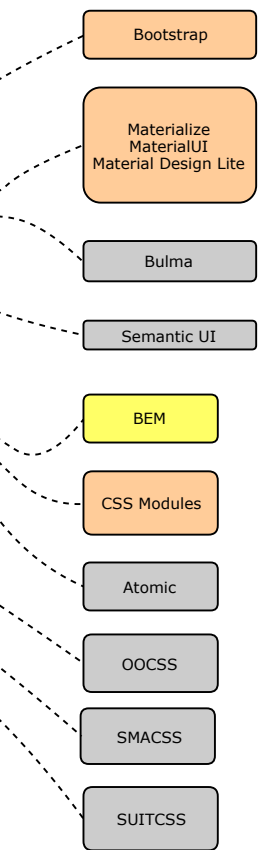 Bootstrap
Materialize
MaterialUI
Material Design Lite
Bulma
Semantic UI
BEM
CSS Modules
Atomic
OOCSS
SMACSS
SUITCSS